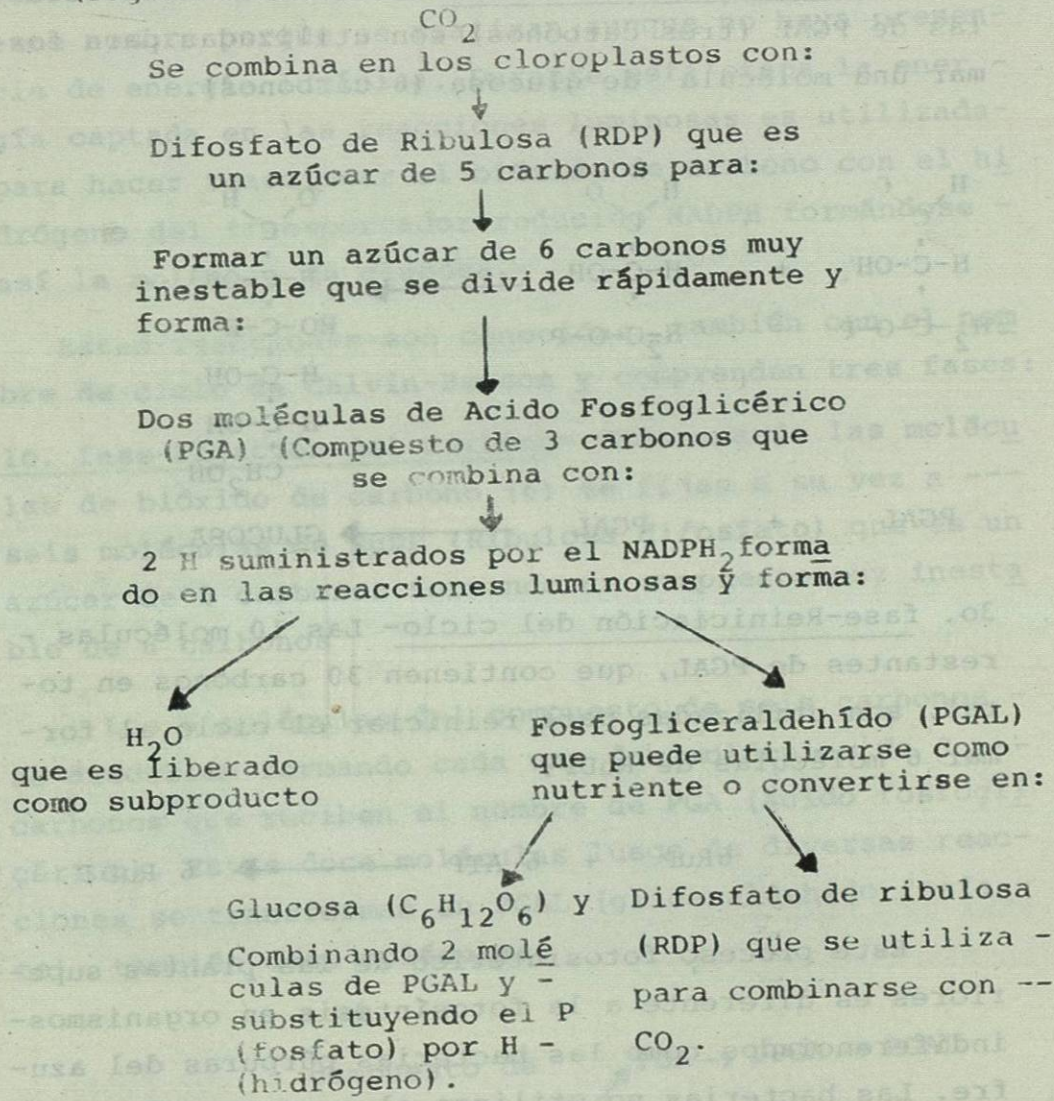 CO2
Se combina en los cloroplastos con:
Difosfato de Ribulosa (RDP) que es
un azúcar de 5 carbonos para:
Formar un azúcar de 6 carbonos muy
inestable que se divide rápidamente y
forma:
Dos moléculas de Acido Fosfoglicérico
(PGA) (Compuesto de 3 carbonos que
se combina con:
2 H suministrados por el NADPH2 forma
do en las reacciones luminosas y forma:
H2O
que es liberado
como subproducto
Fosfogliceraldehído (PGAL)
que puede utilizarse como
nutriente o convertirse en:
Glucosa (C6H12O6) y
Combinando 2 molé
culas de PGAL y -
substituyendo el P
(fosfato) por H -
(hidrógeno).
Difosfato de ribulosa
(RDP) que se utiliza -
para combinarse con --
CO2.